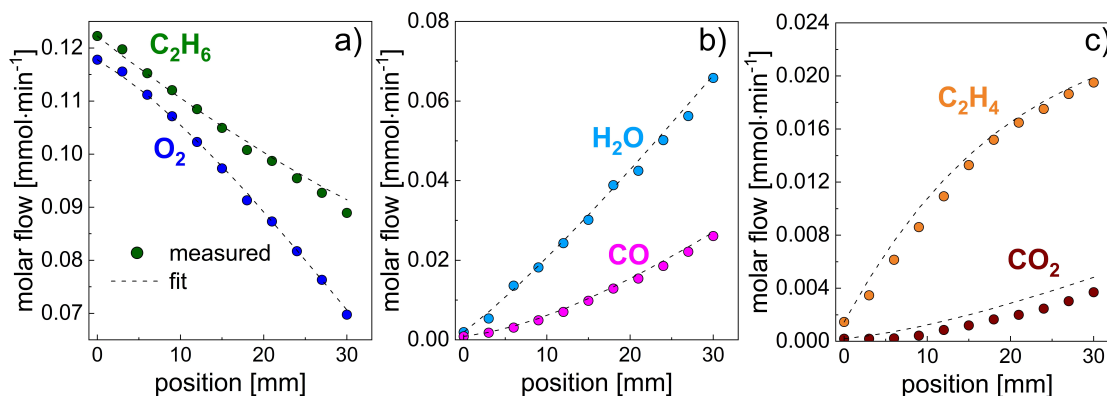 a)
C₂H₆
O₂
measured
fit
molar flow [mmol·min⁻¹]
0.12
0.11
0.10
0.09
0.08
0.07
0
10
20
30
position [mm]
b)
H₂O
CO
molar flow [mmol·min⁻¹]
0.08
0.06
0.04
0.02
0.00
0
10
20
30
position [mm]
c)
C₂H₄
CO₂
molar flow [mmol·min⁻¹]
0.024
0.020
0.016
0.012
0.008
0.004
0.000
0
10
20
30
position [mm]